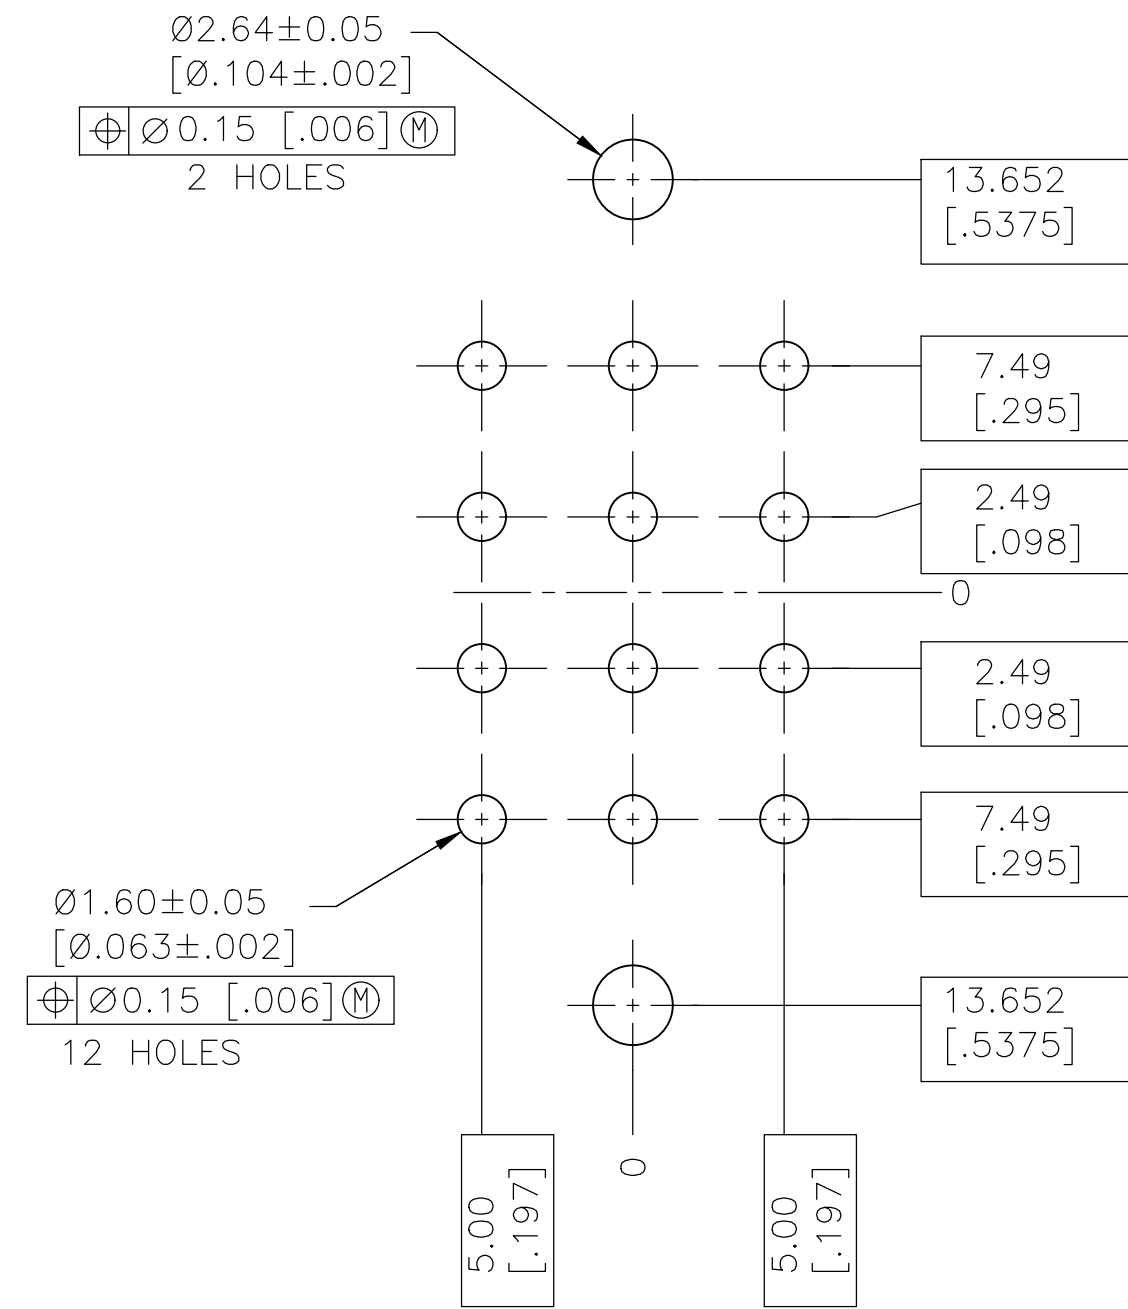 Ø2.64±0.05
[Ø.104±.002]
⌖ Ø0.15 [.006] Ⓜ
2 HOLES
13.652
[.5375]
7.49
[.295]
2.49
[.098]
0
2.49
[.098]
7.49
[.295]
Ø1.60±0.05
[Ø.063±.002]
⌖ Ø0.15 [.006] Ⓜ
12 HOLES
13.652
[.5375]
5.00
[.197]
0
5.00
[.197]